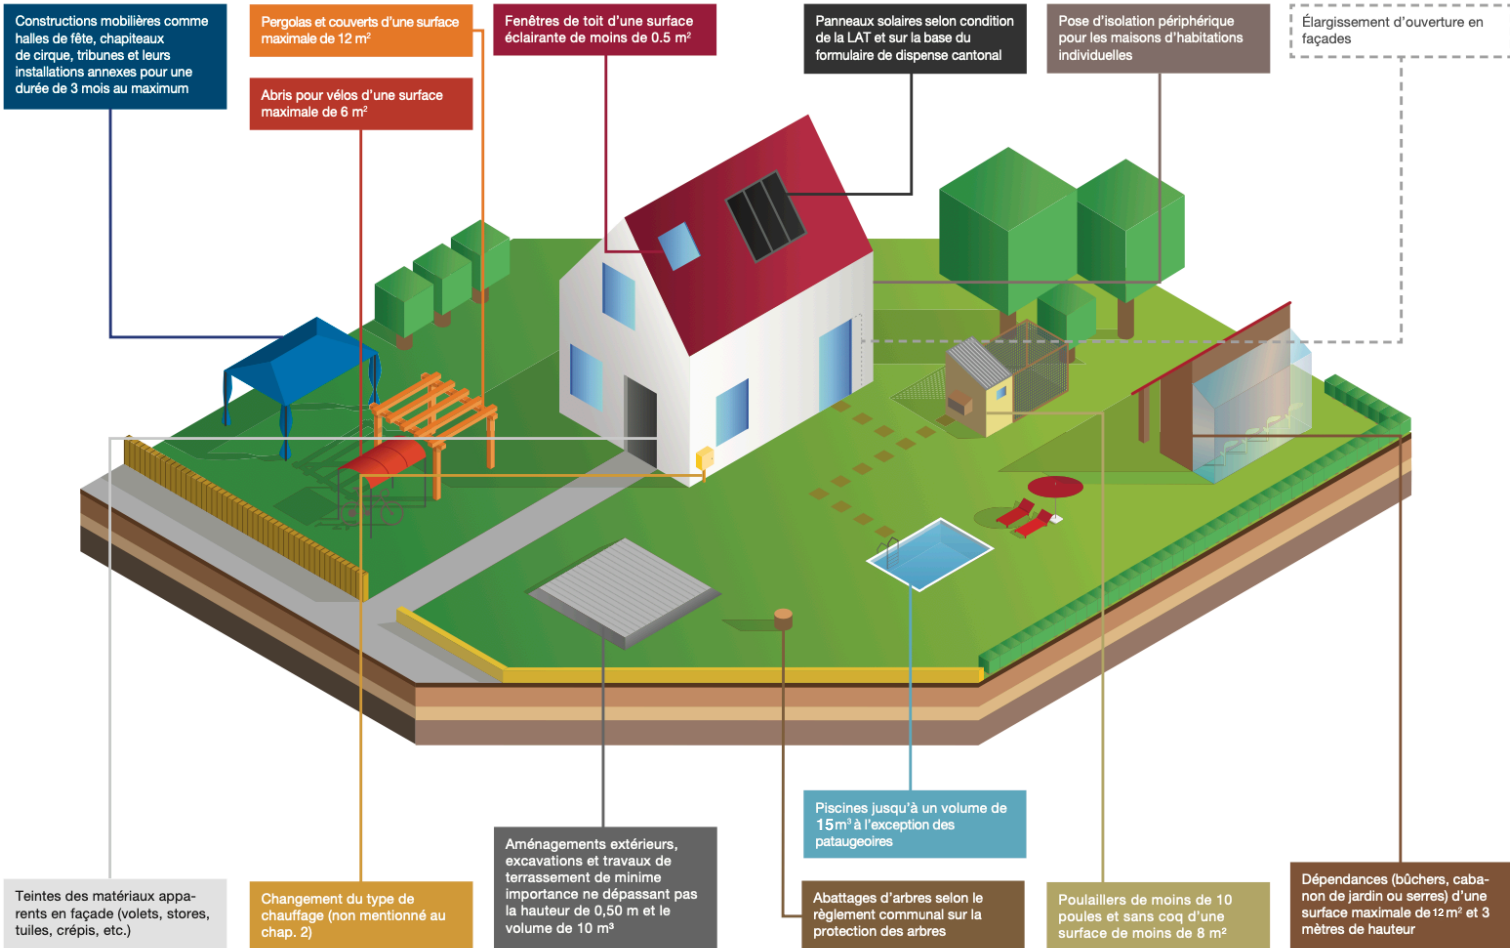 Constructions mobilières comme
halles de fête, chapiteaux
de cirque, tribunes et leurs
installations annexes pour une
durée de 3 mois au maximum
Pergolas et couverts d'une surface
maximale de 12 m²
Abris pour vélos d'une surface
maximale de 6 m²
Fenêtres de toit d'une surface
éclairante de moins de 0.5 m²
Panneaux solaires selon condition
de la LAT et sur la base du
formulaire de dispense cantonal
Pose d'isolation périphérique
pour les maisons d'habitations
individuelles
Élargissement d'ouverture en
façades
Teintes des matériaux appa-
rents en façade (volets, stores,
tuiles, crépis, etc.)
Changement du type de
chauffage (non mentionné au
chap. 2)
Aménagements extérieurs,
excavations et travaux de
terrassement de minime
importance ne dépassant pas
la hauteur de 0,50 m et le
volume de 10 m³
Piscines jusqu'à un volume de
15m³ à l'exception des
pataugeoires
Abattages d'arbres selon le
règlement communal sur la
protection des arbres
Poulaillers de moins de 10
poules et sans coq d'une
surface de moins de 8 m²
Dépendances (bûchers, caba-
non de jardin ou serres) d'une
surface maximale de 12 m² et 3
mètres de hauteur